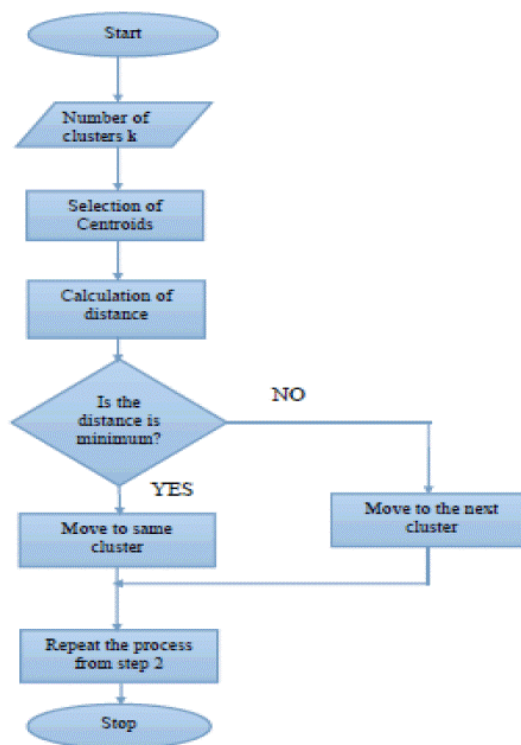 Start
Number of
clusters k
Selection of
Centroids
Calculation of
distance
Is the
distance is
minimum?
NO
YES
Move to same
cluster
Move to the next
cluster
Repeat the process
from step 2
Stop